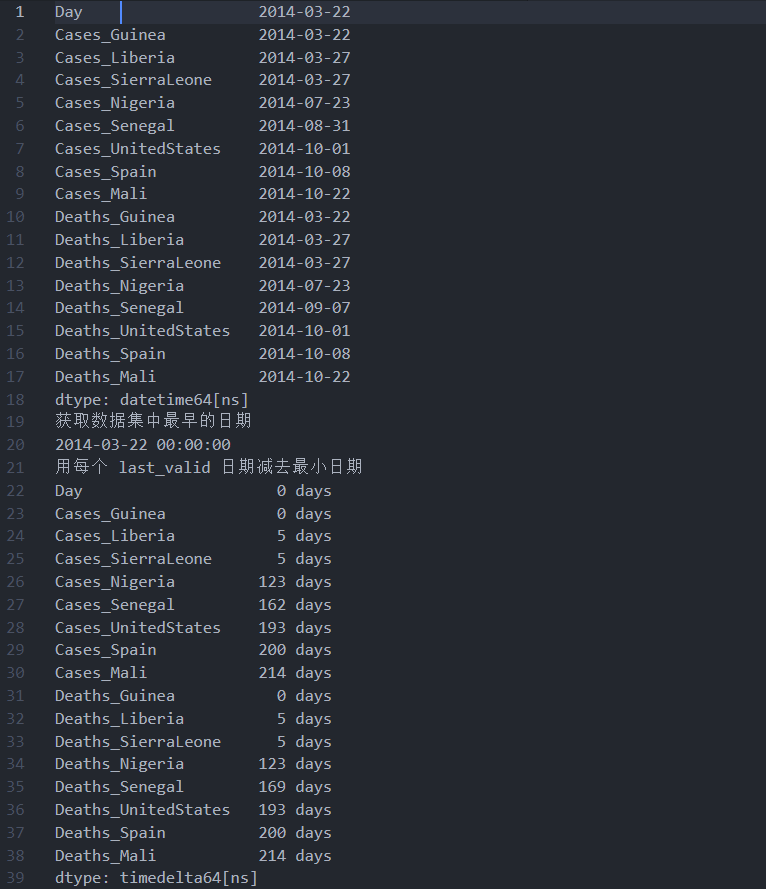 1 Day 2014-03-22
2 Cases_Guinea 2014-03-22
3 Cases_Liberia 2014-03-27
4 Cases_SierraLeone 2014-03-27
5 Cases_Nigeria 2014-07-23
6 Cases_Senegal 2014-08-31
7 Cases_UnitedStates 2014-10-01
8 Cases_Spain 2014-10-08
9 Cases_Mali 2014-10-22
10 Deaths_Guinea 2014-03-22
11 Deaths_Liberia 2014-03-27
12 Deaths_SierraLeone 2014-03-27
13 Deaths_Nigeria 2014-07-23
14 Deaths_Senegal 2014-09-07
15 Deaths_UnitedStates 2014-10-01
16 Deaths_Spain 2014-10-08
17 Deaths_Mali 2014-10-22
18 dtype: datetime64[ns]
19 获取数据集中最早的日期
20 2014-03-22 00:00:00
21 用每个 last_valid 日期减去最小日期
22 Day 0 days
23 Cases_Guinea 0 days
24 Cases_Liberia 5 days
25 Cases_SierraLeone 5 days
26 Cases_Nigeria 123 days
27 Cases_Senegal 162 days
28 Cases_UnitedStates 193 days
29 Cases_Spain 200 days
30 Cases_Mali 214 days
31 Deaths_Guinea 0 days
32 Deaths_Liberia 5 days
33 Deaths_SierraLeone 5 days
34 Deaths_Nigeria 123 days
35 Deaths_Senegal 169 days
36 Deaths_UnitedStates 193 days
37 Deaths_Spain 200 days
38 Deaths_Mali 214 days
39 dtype: timedelta64[ns]